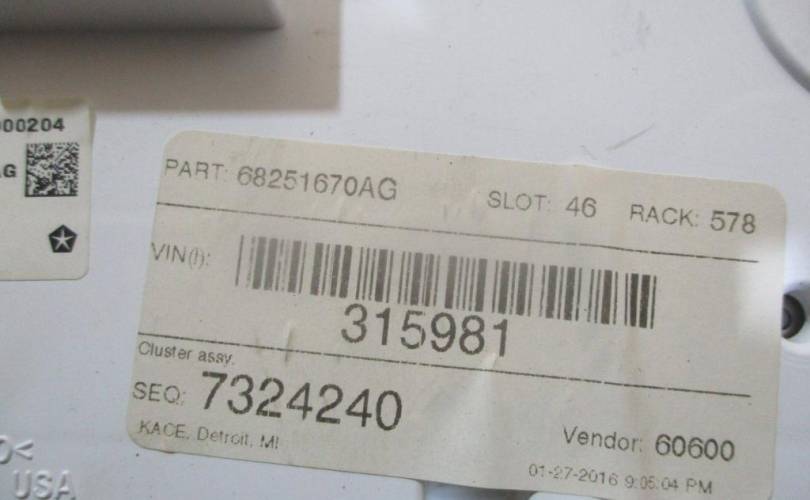 000204
AG
PART: 68251670AG SLOT: 46 RACK: 578
VIN(I):
315981
Cluster assy.
SEQ: 7324240
KACE, Detroit, MI
Vendor: 60600
01-27-2016 9:05:04 PM
USA